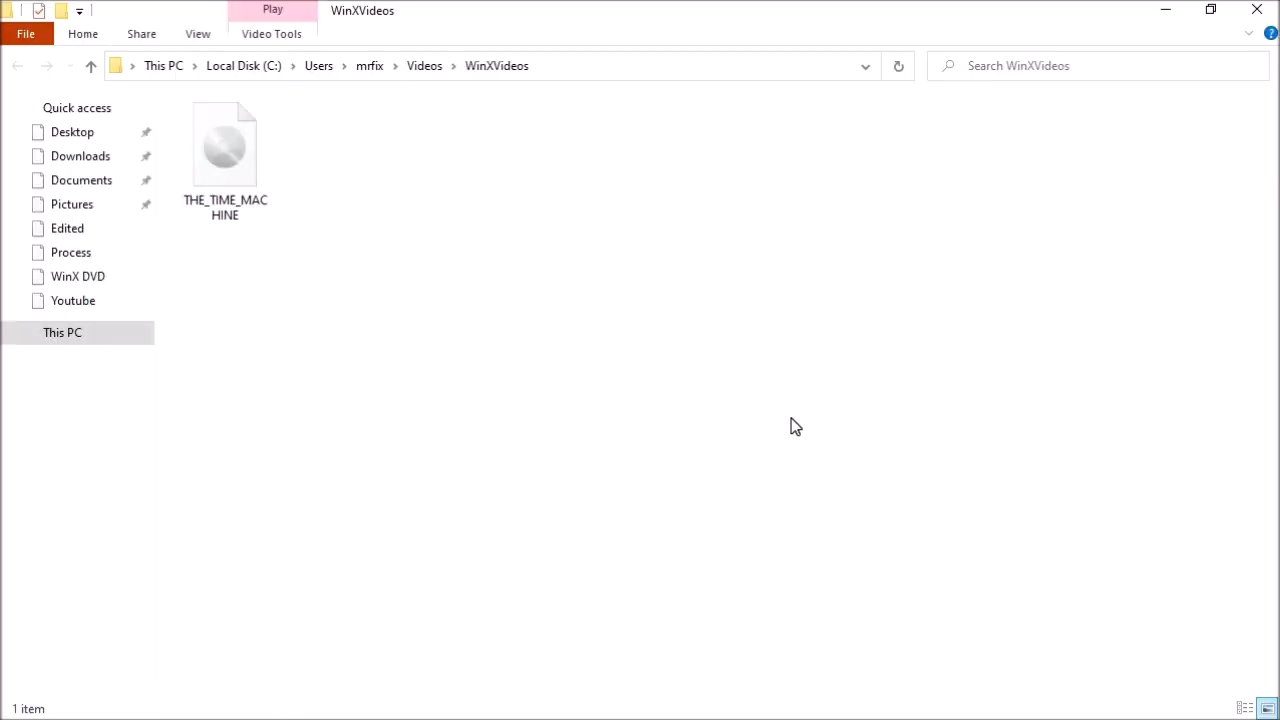 Play
WinXVideos
File
Home
Share
View
Video Tools
?
This PC
Local Disk (C:)
Users
mrfix
Videos
WinXVideos
Search WinXVideos
Quick access
Desktop
Downloads
Documents
Pictures
Edited
Process
WinX DVD
Youtube
This PC
THE_TIME_MAC
HINE
1 item